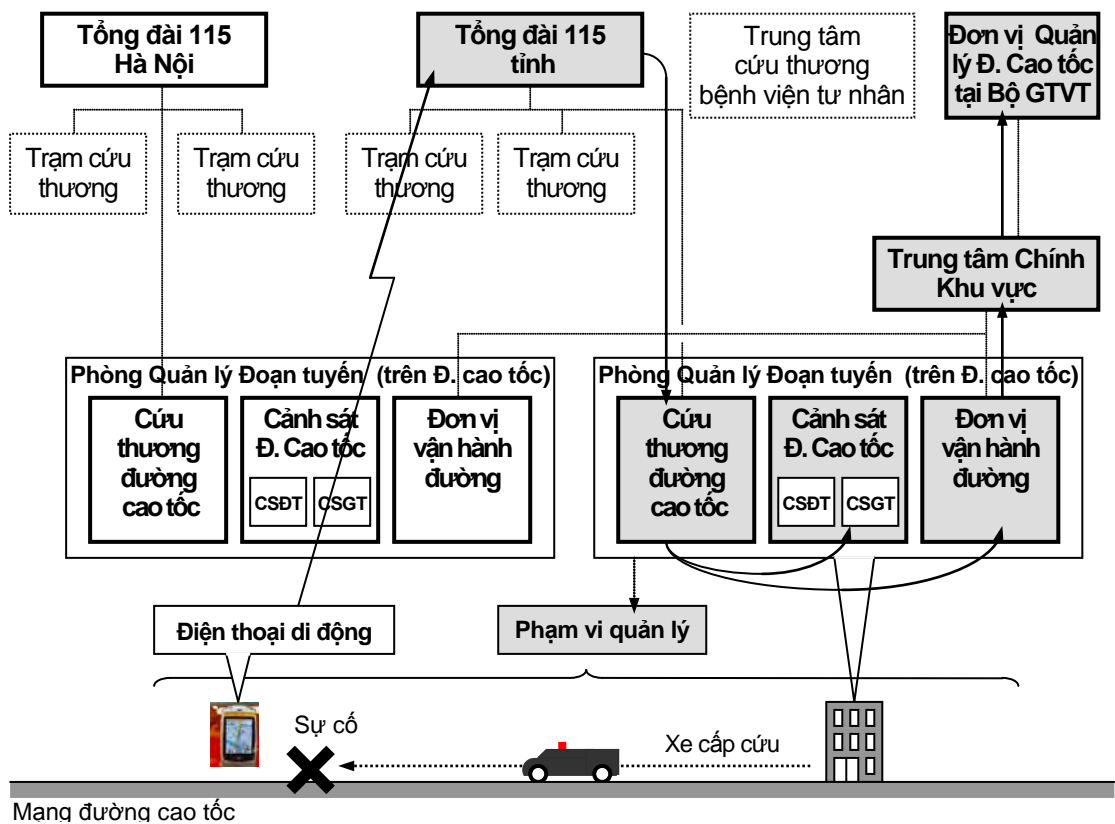 Tổng đài 115
Hà Nội
Tổng đài 115
tỉnh
Trung tâm
cứu thương
bệnh viện tư nhân
Đơn vị Quản
lý Đ. Cao tốc
tại Bộ GTVT
Trạm cứu
thương
Trạm cứu
thương
Trạm cứu
thương
Trạm cứu
thương
Trung tâm Chính
Khu vực
Phòng Quản lý Đoạn tuyến (trên Đ. cao tốc)
Cứu
thương
đường
cao tốc
Cảnh sát
Đ. Cao tốc
CSĐT
CSGT
Đơn vị
vận hành
đường
Phòng Quản lý Đoạn tuyến (trên Đ. cao tốc)
Cứu
thương
đường
cao tốc
Cảnh sát
Đ. Cao tốc
CSĐT
CSGT
Đơn vị
vận hành
đường
Điện thoại di động
Phạm vi quản lý
Sự cố
Xe cấp cứu
Mạng đường cao tốc